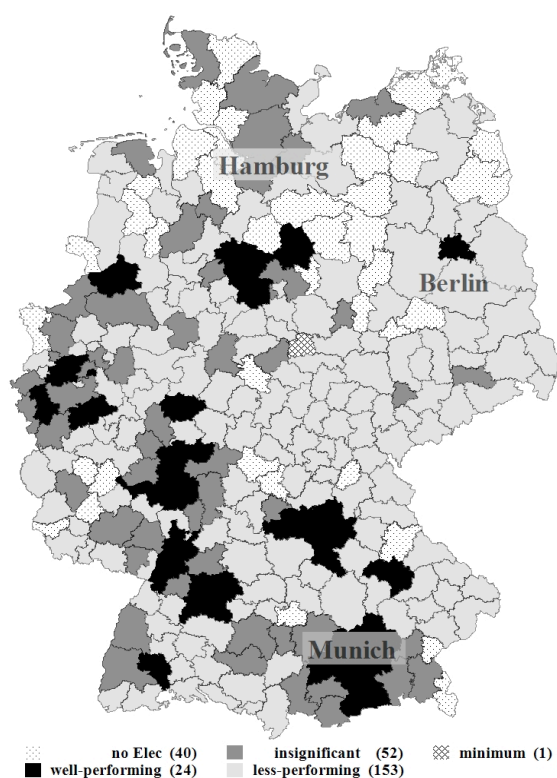 Hamburg
Berlin
Munich
no Elec (40) insignificant (52) minimum (1)
well-performing (24) less-performing (153)